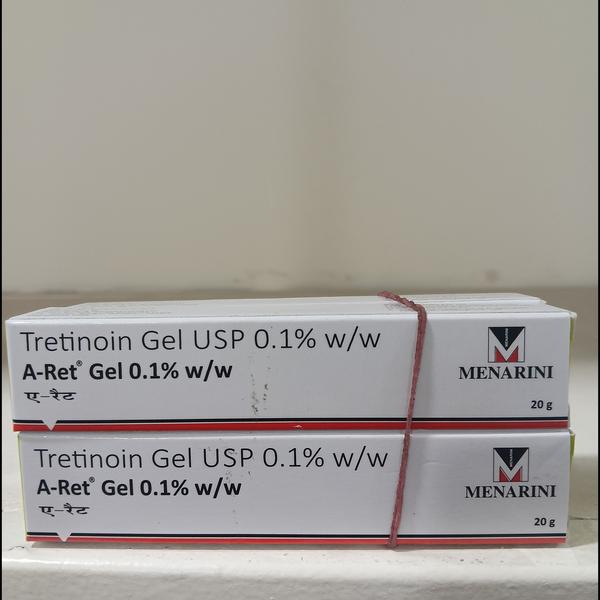 Tretinoin Gel USP 0.1% w/w
A-Ret® Gel 0.1% w/w
ए-रैट
MENARINI
20 g
Tretinoin Gel USP 0.1% w/w
A-Ret® Gel 0.1% w/w
ए-रैट
MENARINI
20 g